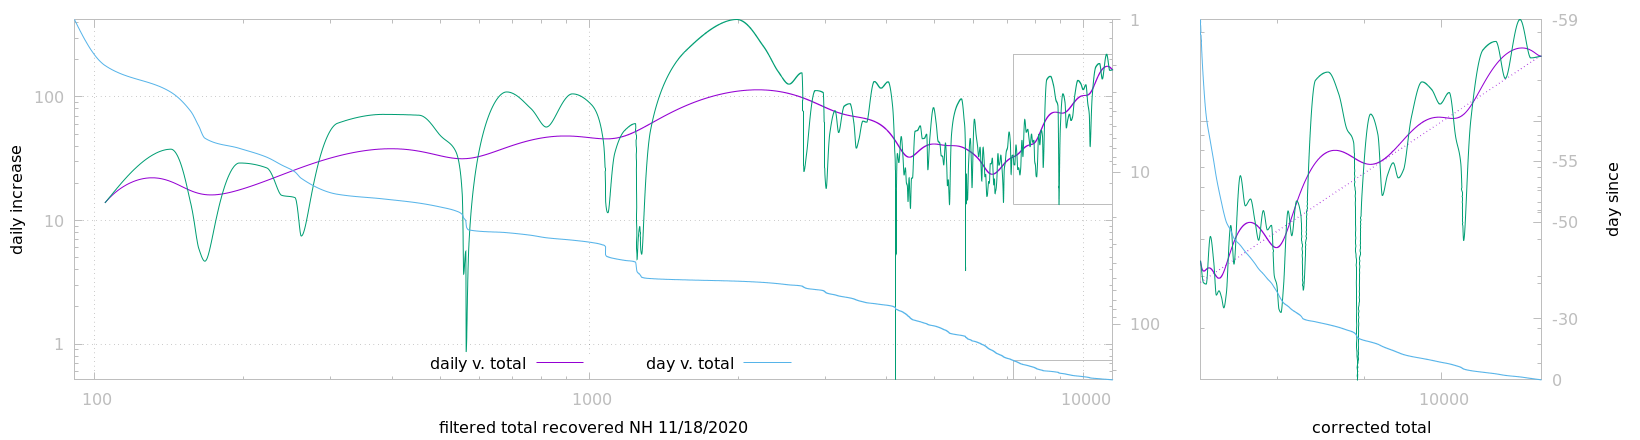 daily increase
100
10
1
100
1000
10000
1
10
100
daily v. total
day v. total
filtered total recovered NH 11/18/2020
10000
-59
-55
-50
-30
0
day since
corrected total